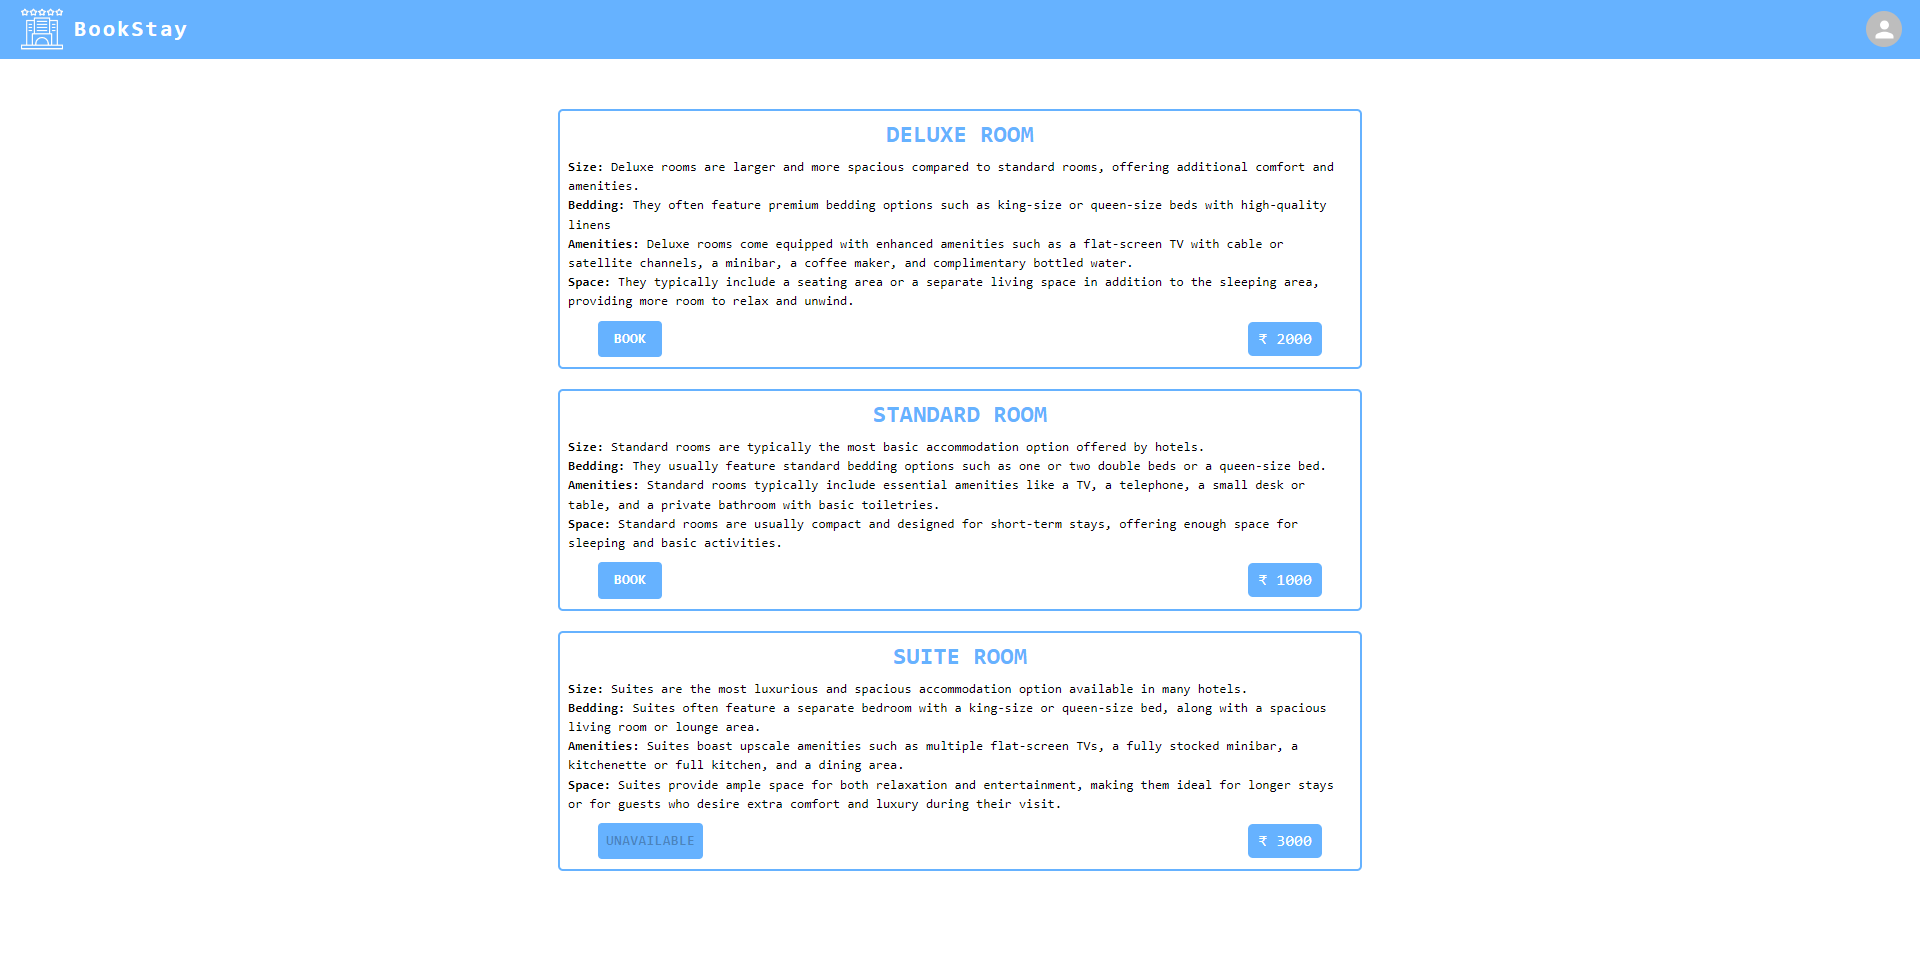 BookStay
DELUXE ROOM
Size: Deluxe rooms are larger and more spacious compared to standard rooms, offering additional comfort and
amenities.
Bedding: They often feature premium bedding options such as king-size or queen-size beds with high-quality
linens
Amenities: Deluxe rooms come equipped with enhanced amenities such as a flat-screen TV with cable or
satellite channels, a minibar, a coffee maker, and complimentary bottled water.
Space: They typically include a seating area or a separate living space in addition to the sleeping area,
providing more room to relax and unwind.
BOOK ₹ 2000
STANDARD ROOM
Size: Standard rooms are typically the most basic accommodation option offered by hotels.
Bedding: They usually feature standard bedding options such as one or two double beds or a queen-size bed.
Amenities: Standard rooms typically include essential amenities like a TV, a telephone, a small desk or
table, and a private bathroom with basic toiletries.
Space: Standard rooms are usually compact and designed for short-term stays, offering enough space for
sleeping and basic activities.
BOOK ₹ 1000
SUITE ROOM
Size: Suites are the most luxurious and spacious accommodation option available in many hotels.
Bedding: Suites often feature a separate bedroom with a king-size or queen-size bed, along with a spacious
living room or lounge area.
Amenities: Suites boast upscale amenities such as multiple flat-screen TVs, a fully stocked minibar, a
kitchenette or full kitchen, and a dining area.
Space: Suites provide ample space for both relaxation and entertainment, making them ideal for longer stays
or for guests who desire extra comfort and luxury during their visit.
UNAVAILABLE ₹ 3000